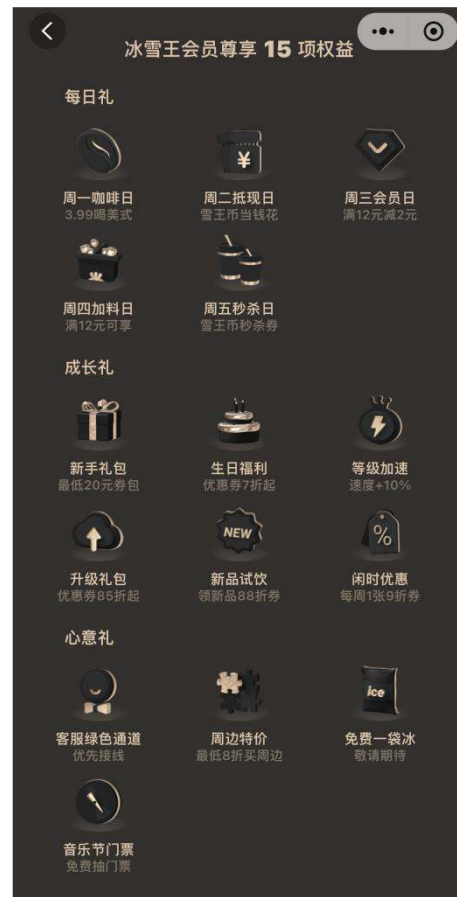 冰雪王会员尊享 15 项权益
每日礼
¥
周一咖啡日
3.99喝美式
周二抵现日
雪王币当钱花
周三会员日
满12元减2元
周四加料日
满12元可享
周五秒杀日
雪王币秒杀券
成长礼
新手礼包
最低20元券包
生日福利
优惠券7折起
等级加速
速度+10%
NEW
%
升级礼包
优惠券85折起
新品试饮
领新品88折券
闲时优惠
每周1张9折券
心意礼
ice
客服绿色通道
优先接线
周边特价
最低8折买周边
免费一袋冰
敬请期待
音乐节门票
免费抽门票